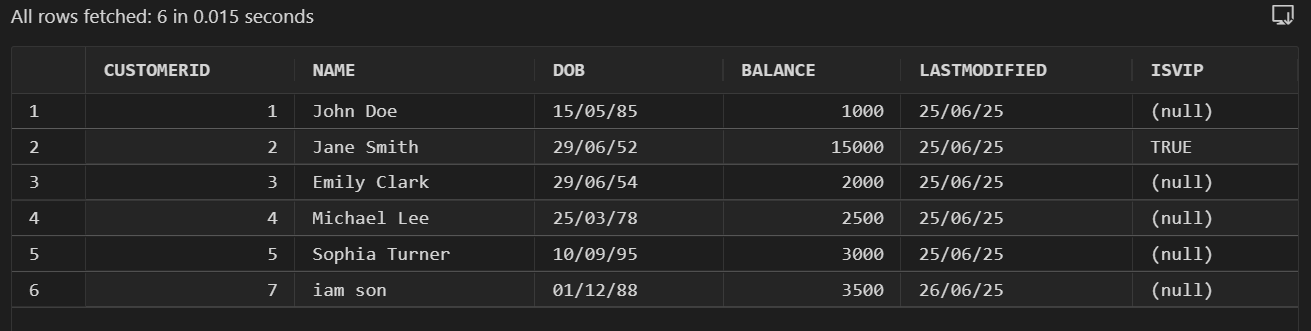 All rows fetched: 6 in 0.015 seconds
CUSTOMERID NAME DOB BALANCE LASTMODIFIED ISVIP
1 1 John Doe 15/05/85 1000 25/06/25 (null)
2 2 Jane Smith 29/06/52 15000 25/06/25 TRUE
3 3 Emily Clark 29/06/54 2000 25/06/25 (null)
4 4 Michael Lee 25/03/78 2500 25/06/25 (null)
5 5 Sophia Turner 10/09/95 3000 25/06/25 (null)
6 7 iam son 01/12/88 3500 26/06/25 (null)